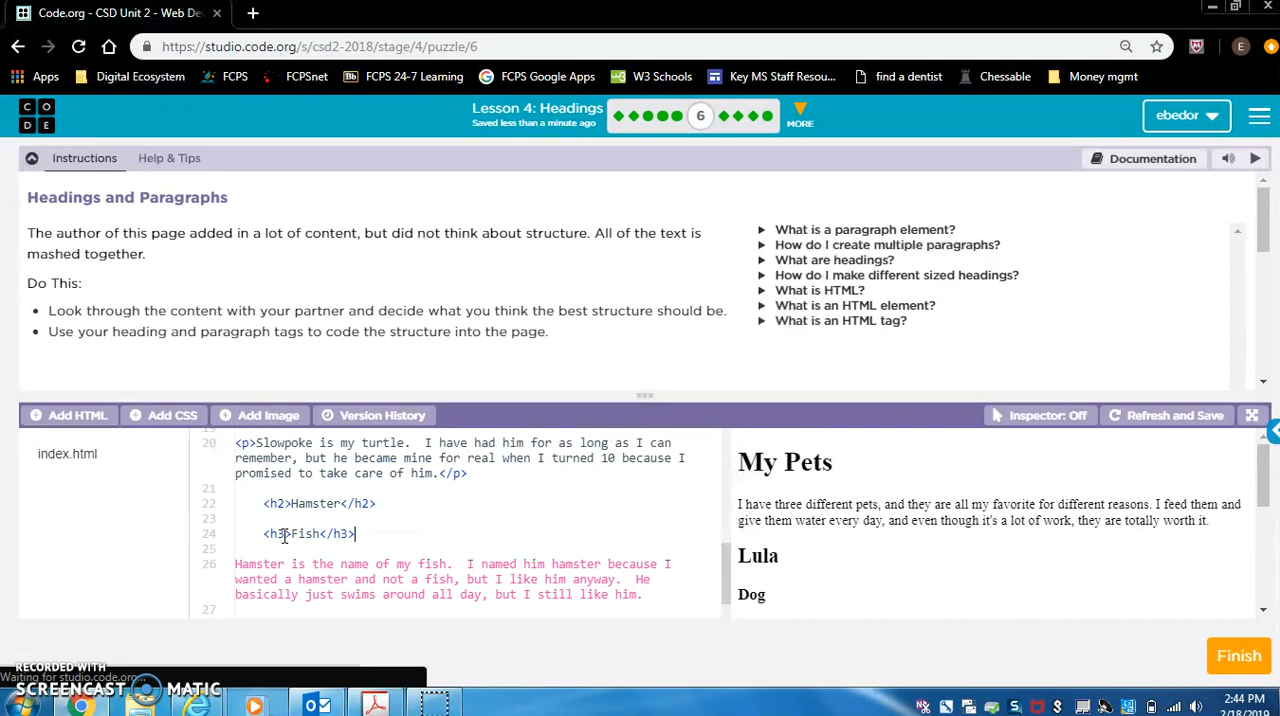 Code.org - CSD Unit 2 - Web De
https://studio.code.org/s/csd2-2018/stage/4/puzzle/6
E
Apps Digital Ecosystem FCPS FCPSnet Bb FCPS 24-7 Learning FCPS Google Apps W3 Schools Key MS Staff Resou... find a dentist Chessable Money mgmt
C O D E
Lesson 4: Headings
Saved less than a minute ago
6
MORE
ebedor
Instructions Help & Tips Documentation
Headings and Paragraphs
The author of this page added in a lot of content, but did not think about structure. All of the text is
mashed together.
Do This:
Look through the content with your partner and decide what you think the best structure should be.
Use your heading and paragraph tags to code the structure into the page.
What is a paragraph element?
How do I create multiple paragraphs?
What are headings?
How do I make different sized headings?
What is HTML?
What is an HTML element?
What is an HTML tag?
Add HTML Add CSS Add Image Version History Inspector: Off Refresh and Save
index.html
19
20 <p>Slowpoke is my turtle. I have had him for as long as I can
remember, but he became mine for real when I turned 10 because I
promised to take care of him.</p>
21
22 <h2>Hamster</h2>
23
24 <h3>Fish</h3>
25
26 Hamster is the name of my fish. I named him hamster because I
wanted a hamster and not a fish, but I like him anyway. He
basically just swims around all day, but I still like him.
27
My Pets
I have three different pets, and they are all my favorite for different reasons. I feed them and
give them water every day, and even though it's a lot of work, they are totally worth it.
Lula
Dog
Finish
RECORDED WITH
Waiting for studio.code.org...
SCREENCAST MATIC
2:44 PM
2/18/2019